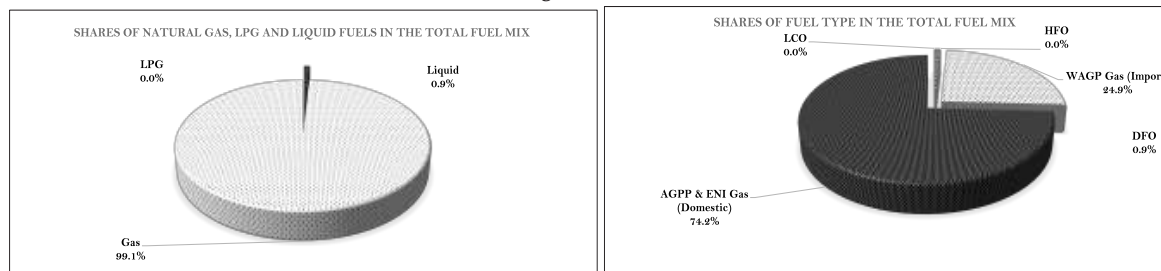 SHARES OF NATURAL GAS, LPG AND LIQUID FUELS IN THE TOTAL FUEL MIX
LPG
0.0%
Liquid
0.9%
Gas
99.1%
SHARES OF FUEL TYPE IN THE TOTAL FUEL MIX
LCO
0.0%
HFO
0.0%
WAGP Gas (Impor
24.9%
DFO
0.9%
AGPP & ENI Gas
(Domestic)
74.2%